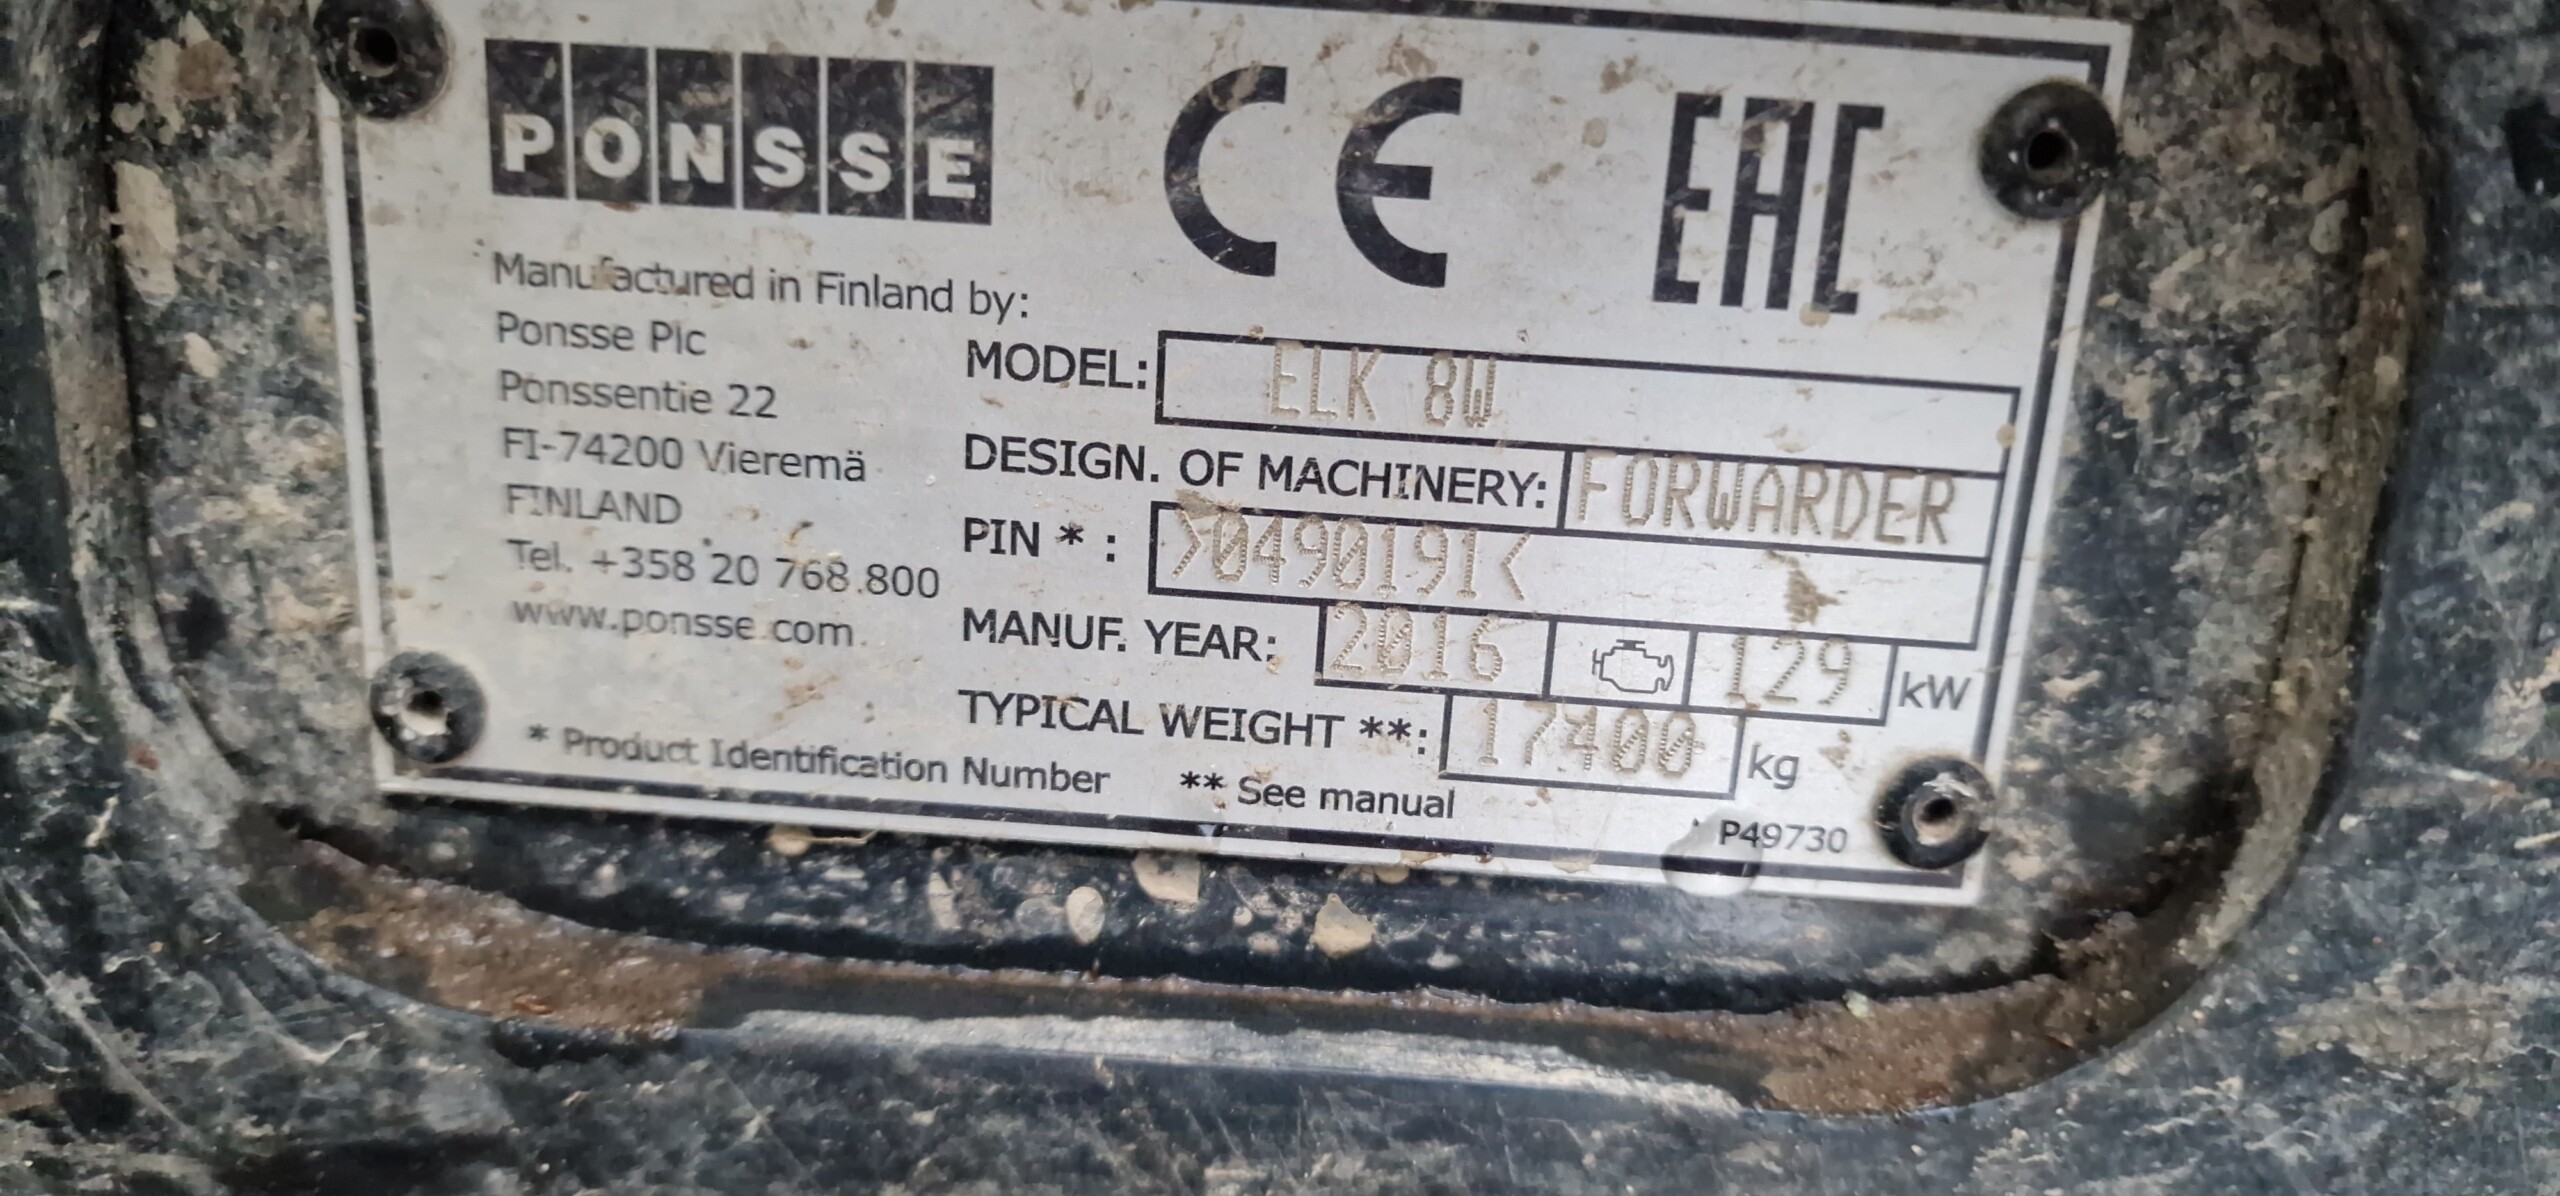 PONSSE CE EAC
Manufactured in Finland by:
Ponsse Plc
Ponssentie 22
FI-74200 Vieremä
FINLAND
Tel. +358 20 768 800
www.ponsse.com
MODEL: ELK 8W
DESIGN. OF MACHINERY: FORWARDER
PIN * : >0490191<
MANUF. YEAR: 2016 129 kW
TYPICAL WEIGHT **: 17400 kg
* Product Identification Number ** See manual
P49730